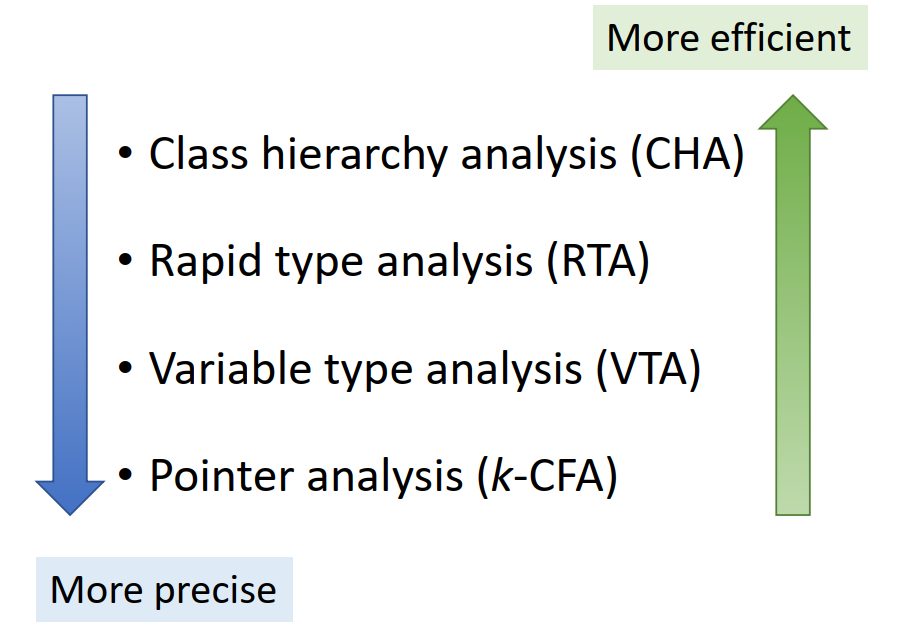 More efficient
• Class hierarchy analysis (CHA)
• Rapid type analysis (RTA)
• Variable type analysis (VTA)
• Pointer analysis (k-CFA)
More precise